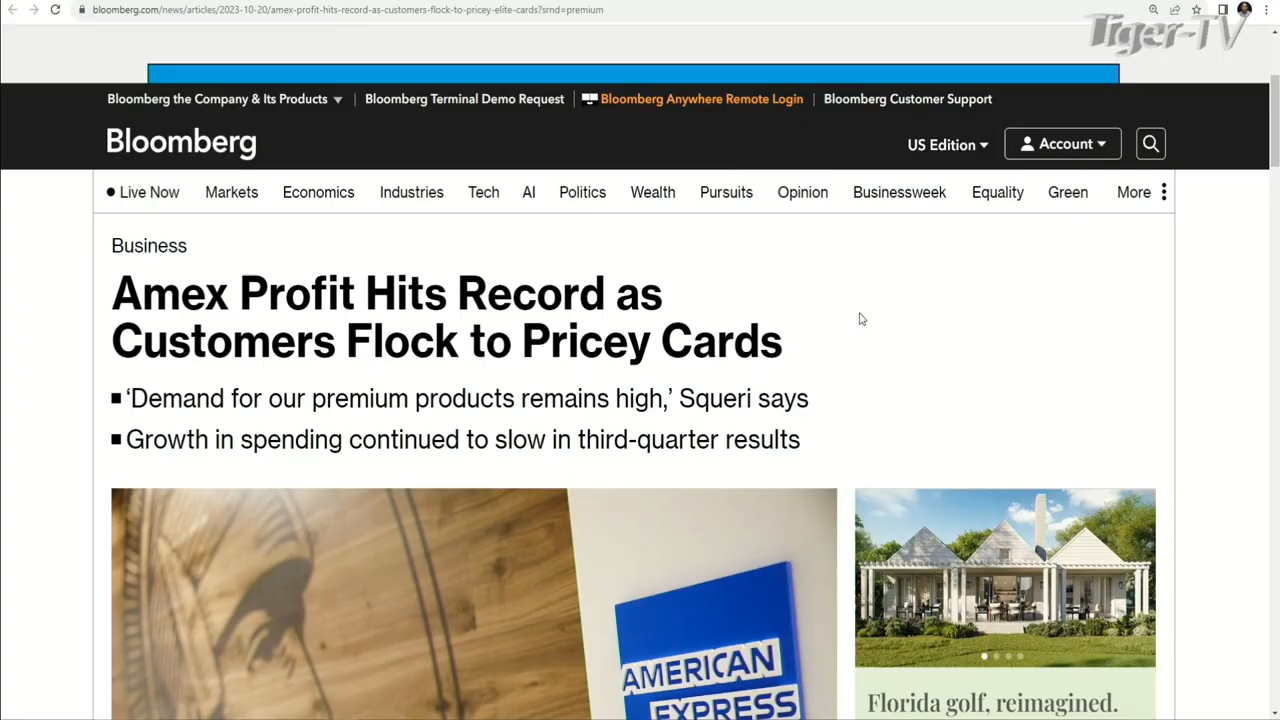 bloomberg.com/news/articles/2023-10-20/amex-profit-hits-record-as-customers-flock-to-pricey-elite-cards?srnd=premium
Tiger-TV
Bloomberg the Company & Its Products
Bloomberg Terminal Demo Request
Bloomberg Anywhere Remote Login
Bloomberg Customer Support
Bloomberg
US Edition
Account
Live Now Markets Economics Industries Tech AI Politics Wealth Pursuits Opinion Businessweek Equality Green More
Business
Amex Profit Hits Record as
Customers Flock to Pricey Cards
‘Demand for our premium products remains high,’ Squeri says
Growth in spending continued to slow in third-quarter results
AMERICAN
EXPRESS
Florida golf, reimagined.